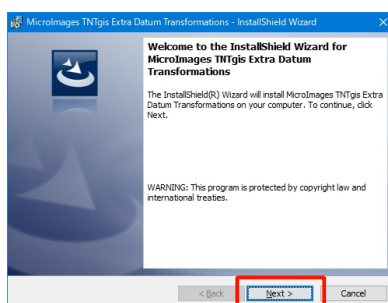 MicroImages TNTgis Extra Datum Transformations - InstallShield Wizard
Welcome to the InstallShield Wizard for
MicroImages TNTgis Extra Datum
Transformations
The InstallShield(R) Wizard will install MicroImages TNTgis Extra
Datum Transformations on your computer. To continue, click
Next.
WARNING: This program is protected by copyright law and
international treaties.
< Back Next > Cancel